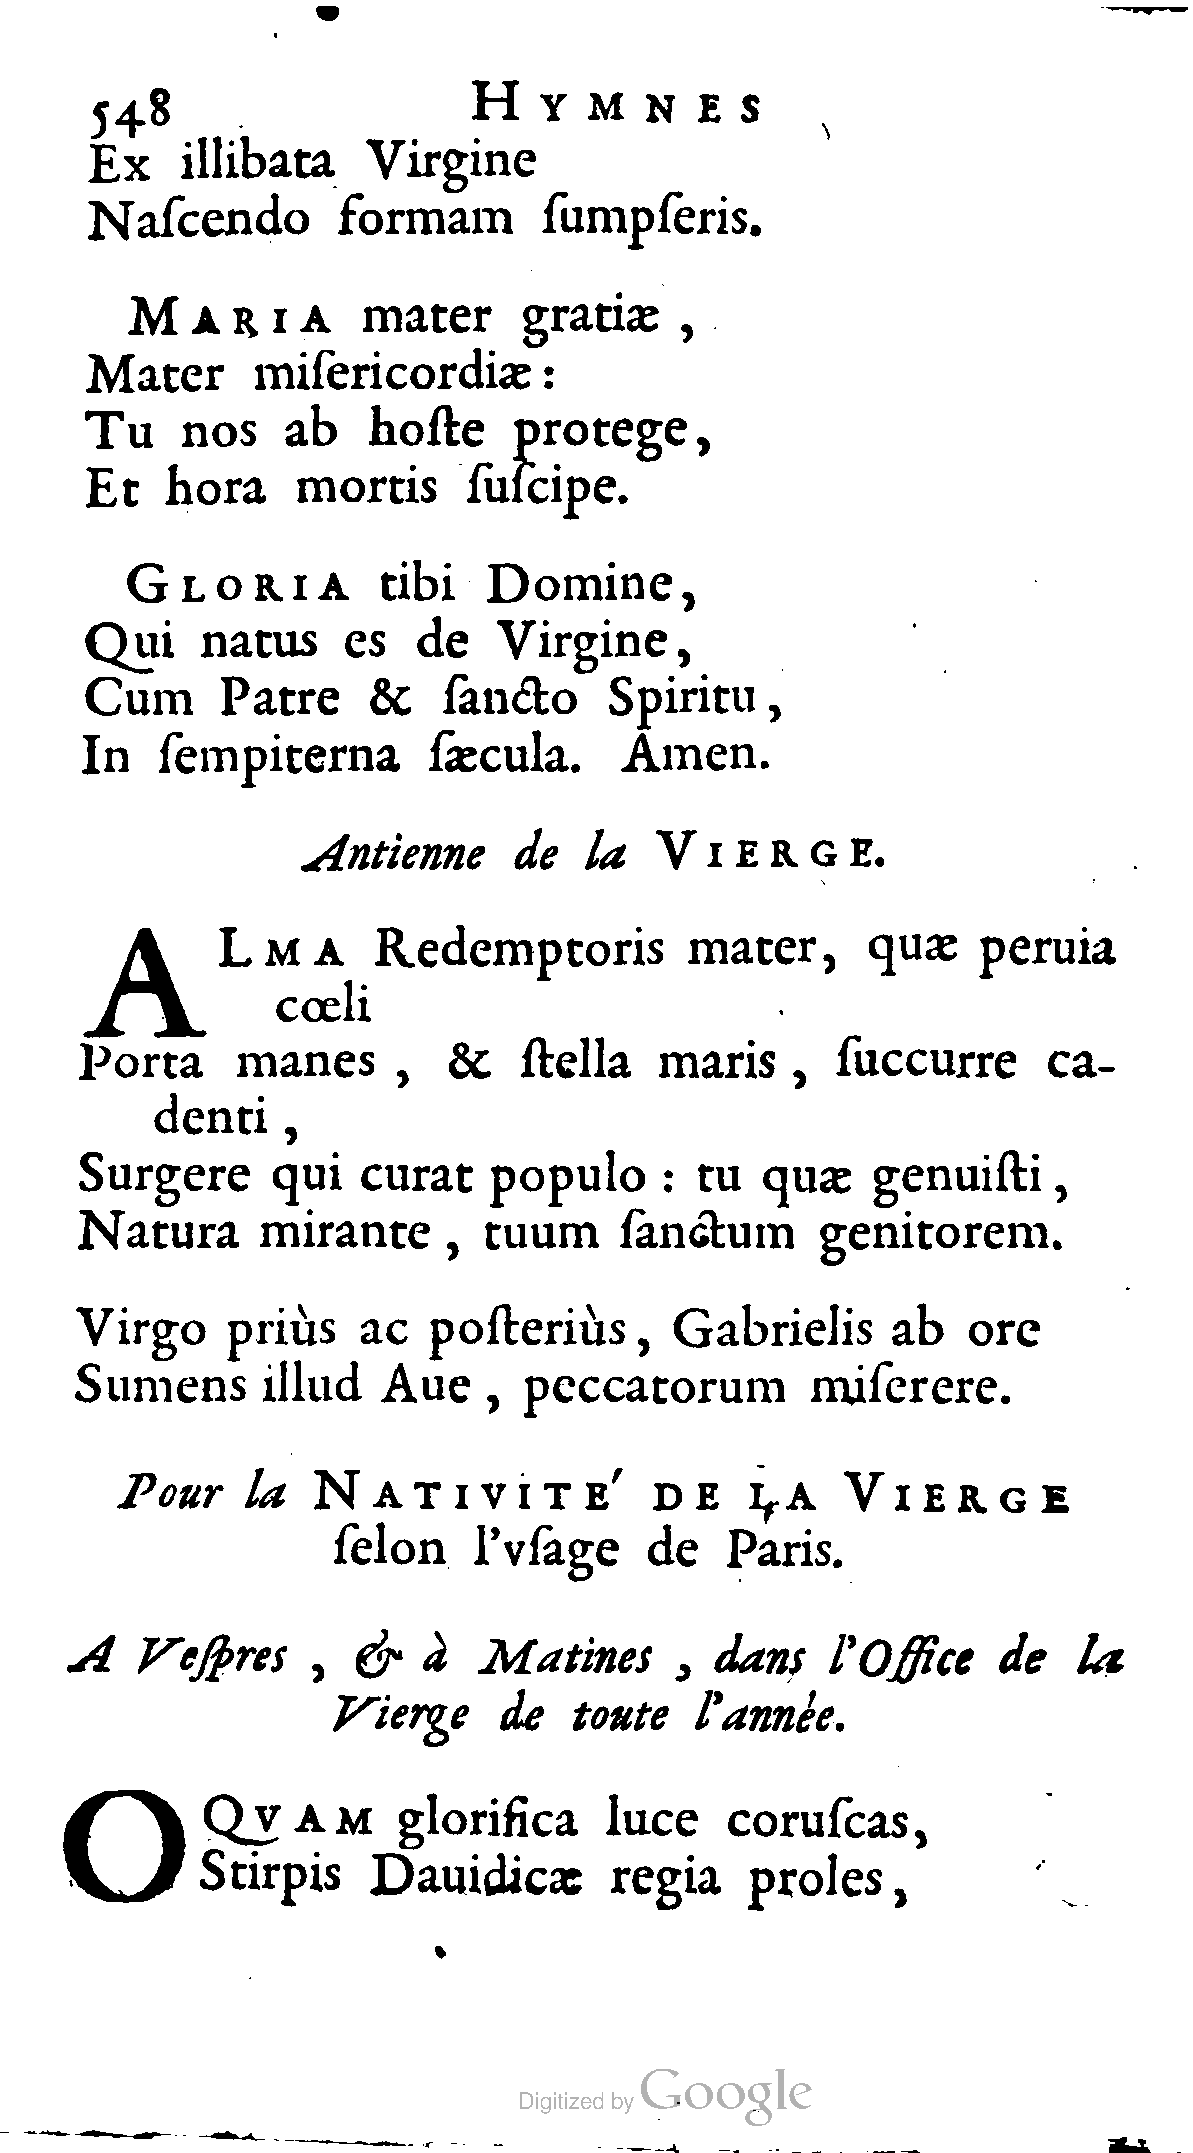 548 HYMNES
Ex illibata Virgine
Naſcendo formam ſumpſeris.
MARIA mater gratiæ ,
Mater miſericordiæ :
Tu nos ab hoſte protege,
Et hora mortis ſuſcipe.
GLORIA tibi Domine,
Qui natus es de Virgine,
Cum Patre & ſancto Spiritu,
In ſempiterna ſæcula. Amen.
Antienne de la VIERGE.
ALMA Redemptoris mater, quæ peruia
cœli
Porta manes , & ſtella maris , ſuccurre ca-
denti ,
Surgere qui curat populo : tu quæ genuiſti,
Natura mirante , tuum ſanctum genitorem.
Virgo priùs ac poſteriùs, Gabrielis ab ore
Sumens illud Aue , peccatorum miſerere.
Pour la NATIVITE' DE LA VIERGE
ſelon l'vſage de Paris.
A Veſpres , & à Matines , dans l'Office de la
Vierge de toute l'année.
O QVAM glorifica luce coruſcas,
Stirpis Dauidicæ regia proles,
Digitized by Google